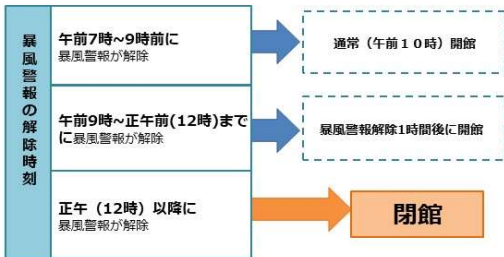 暴風警報の解除時刻
午前7時~9時前に
暴風警報が解除
通常（午前１０時）開館
午前9時~正午前(12時)まで
に暴風警報が解除
暴風警報解除1時間後に開館
正午（12時）以降に
暴風警報が解除
閉館